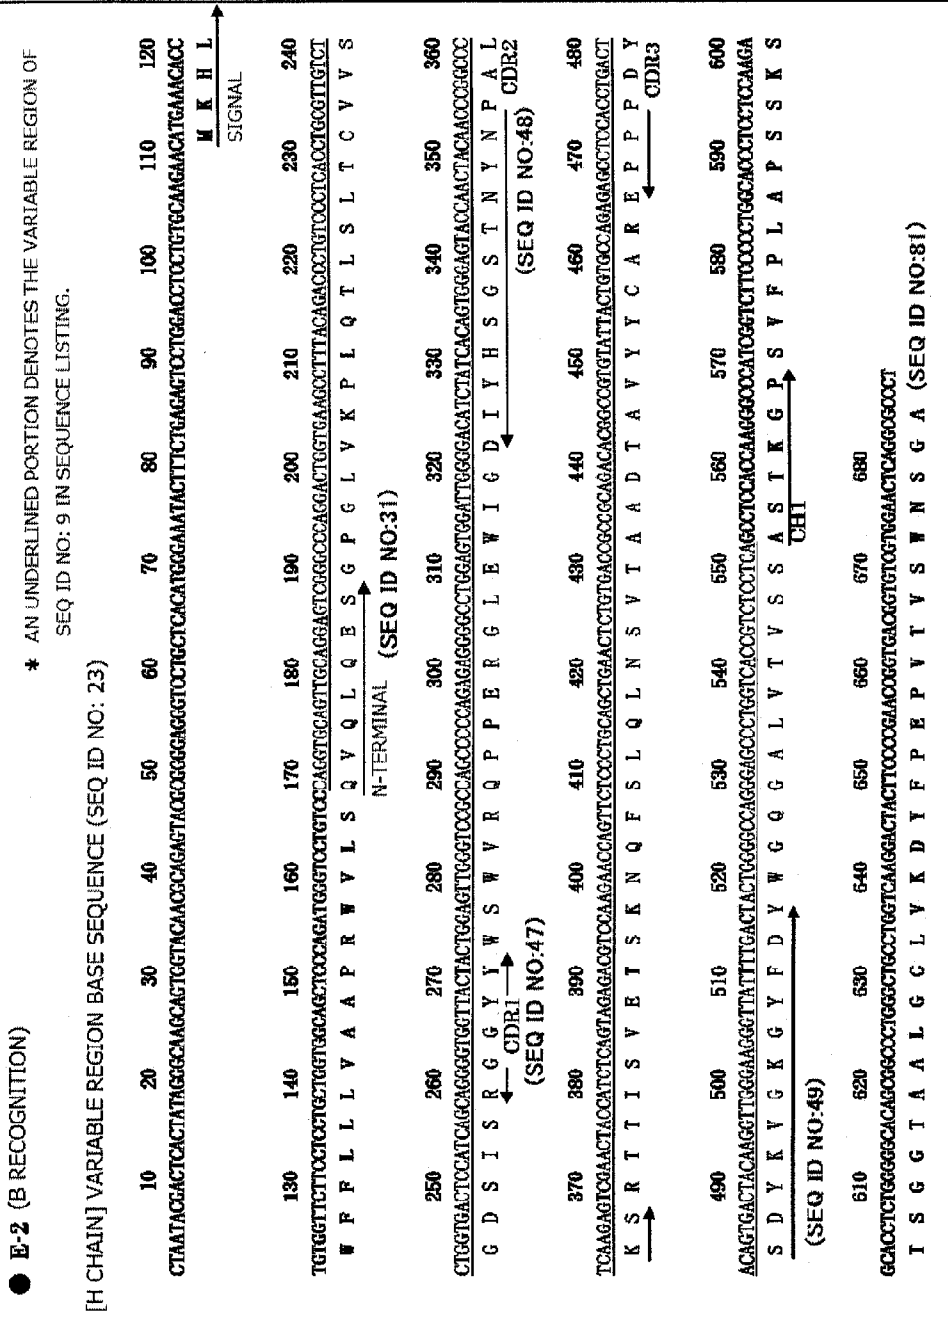 ● E-2 (B RECOGNITION)
* AN UNDERLINED PORTION DENOTES THE VARIABLE REGION OF
SEQ ID NO: 9 IN SEQUENCE LISTING.
[H CHAIN] VARIABLE REGION BASE SEQUENCE (SEQ ID NO: 23)
10 20 30 40 50 60 70 80 90 100 110 120
CTAATACGACTCACTATAGGGCAAGCAGTGGTACAACGCAGAGTACGCGGGGAGGGTCCTGCTCACATGGGAAATACTTTCTGAGAGTCCTGGACCTCCTGTGCAAGAACATGAAACACC
M K H L
SIGNAL
130 140 150 160 170 180 190 200 210 220 230 240
TGTGGTTCTTCCTCCTGCTGGTGGCAGCTCCCAGATGGGTCCTGTCCCAGGTGCAGTTGCAGGAGTCGGGCCCAGGACTGGTGAAGCCTTTACAGACCCTGTCCCTCACCTGCGTTGTCT
W F F L L L V A A P R W V L S Q V Q L Q E S G P G L V K P L Q T L S L T C V V S
N-TERMINAL (SEQ ID NO:31)
250 260 270 280 290 300 310 320 330 340 350 360
CTGGTGACTCCATCAGCAGGGGTGGTTACTACTGGAGTTGGGTCCGCCAGCCCCCAGAGAGGGGCCTGGAGTGGATTGGGGACATCTATCACAGTGGGAGTACCAACTACAACCCGGCCC
G D S I S R G G Y Y W S W V R Q P P E R G L E W I G D I Y H S G S T N Y N P A L
CDR1 CDR2
(SEQ ID NO:47) (SEQ ID NO:48)
370 380 390 400 410 420 430 440 450 460 470 480
TCAAGAGTCGAACTACCATCTCAGTAGAGACGTCCAAGAACCAGTTCTCCCTGCAGCTGAACTCTGTGACCGCCGCAGACACGGCCGTGTATTACTGTGCCAGAGAGCCTCCACCTGACT
K S R T T I S V E T S K N Q F S L Q L N S V T A A D T A V Y Y C A R E P P P D Y
CDR3
490 500 510 520 530 540 550 560 570 580 590 600
ACAGTGACTACAAGGTTGGGAAGGGTTATTTTGACTACTGGGGCCAGGGAGCCCTGGTCACCGTCTCCTCAGCCTCCACCAAGGGCCCATCGGTCTTCCCCCTGGCACCCTCCTCCAAGA
S D Y K V G K G Y F D Y W G Q G A L V T V S S A S T K G P S V F P L A P S S K S
CH1
(SEQ ID NO:49)
610 620 630 640 650 660 670 680
GCACCTCTGGGGGCACAGCGGCCCTGGGCTGCCTGGTCAAGGACTACTTCCCCGAACCGGTGACGGTGTCGTGGAACTCAGGCGCCCT
T S G G T A A L G C L V K D Y F P E P V T V S W N S G A (SEQ ID NO:81)